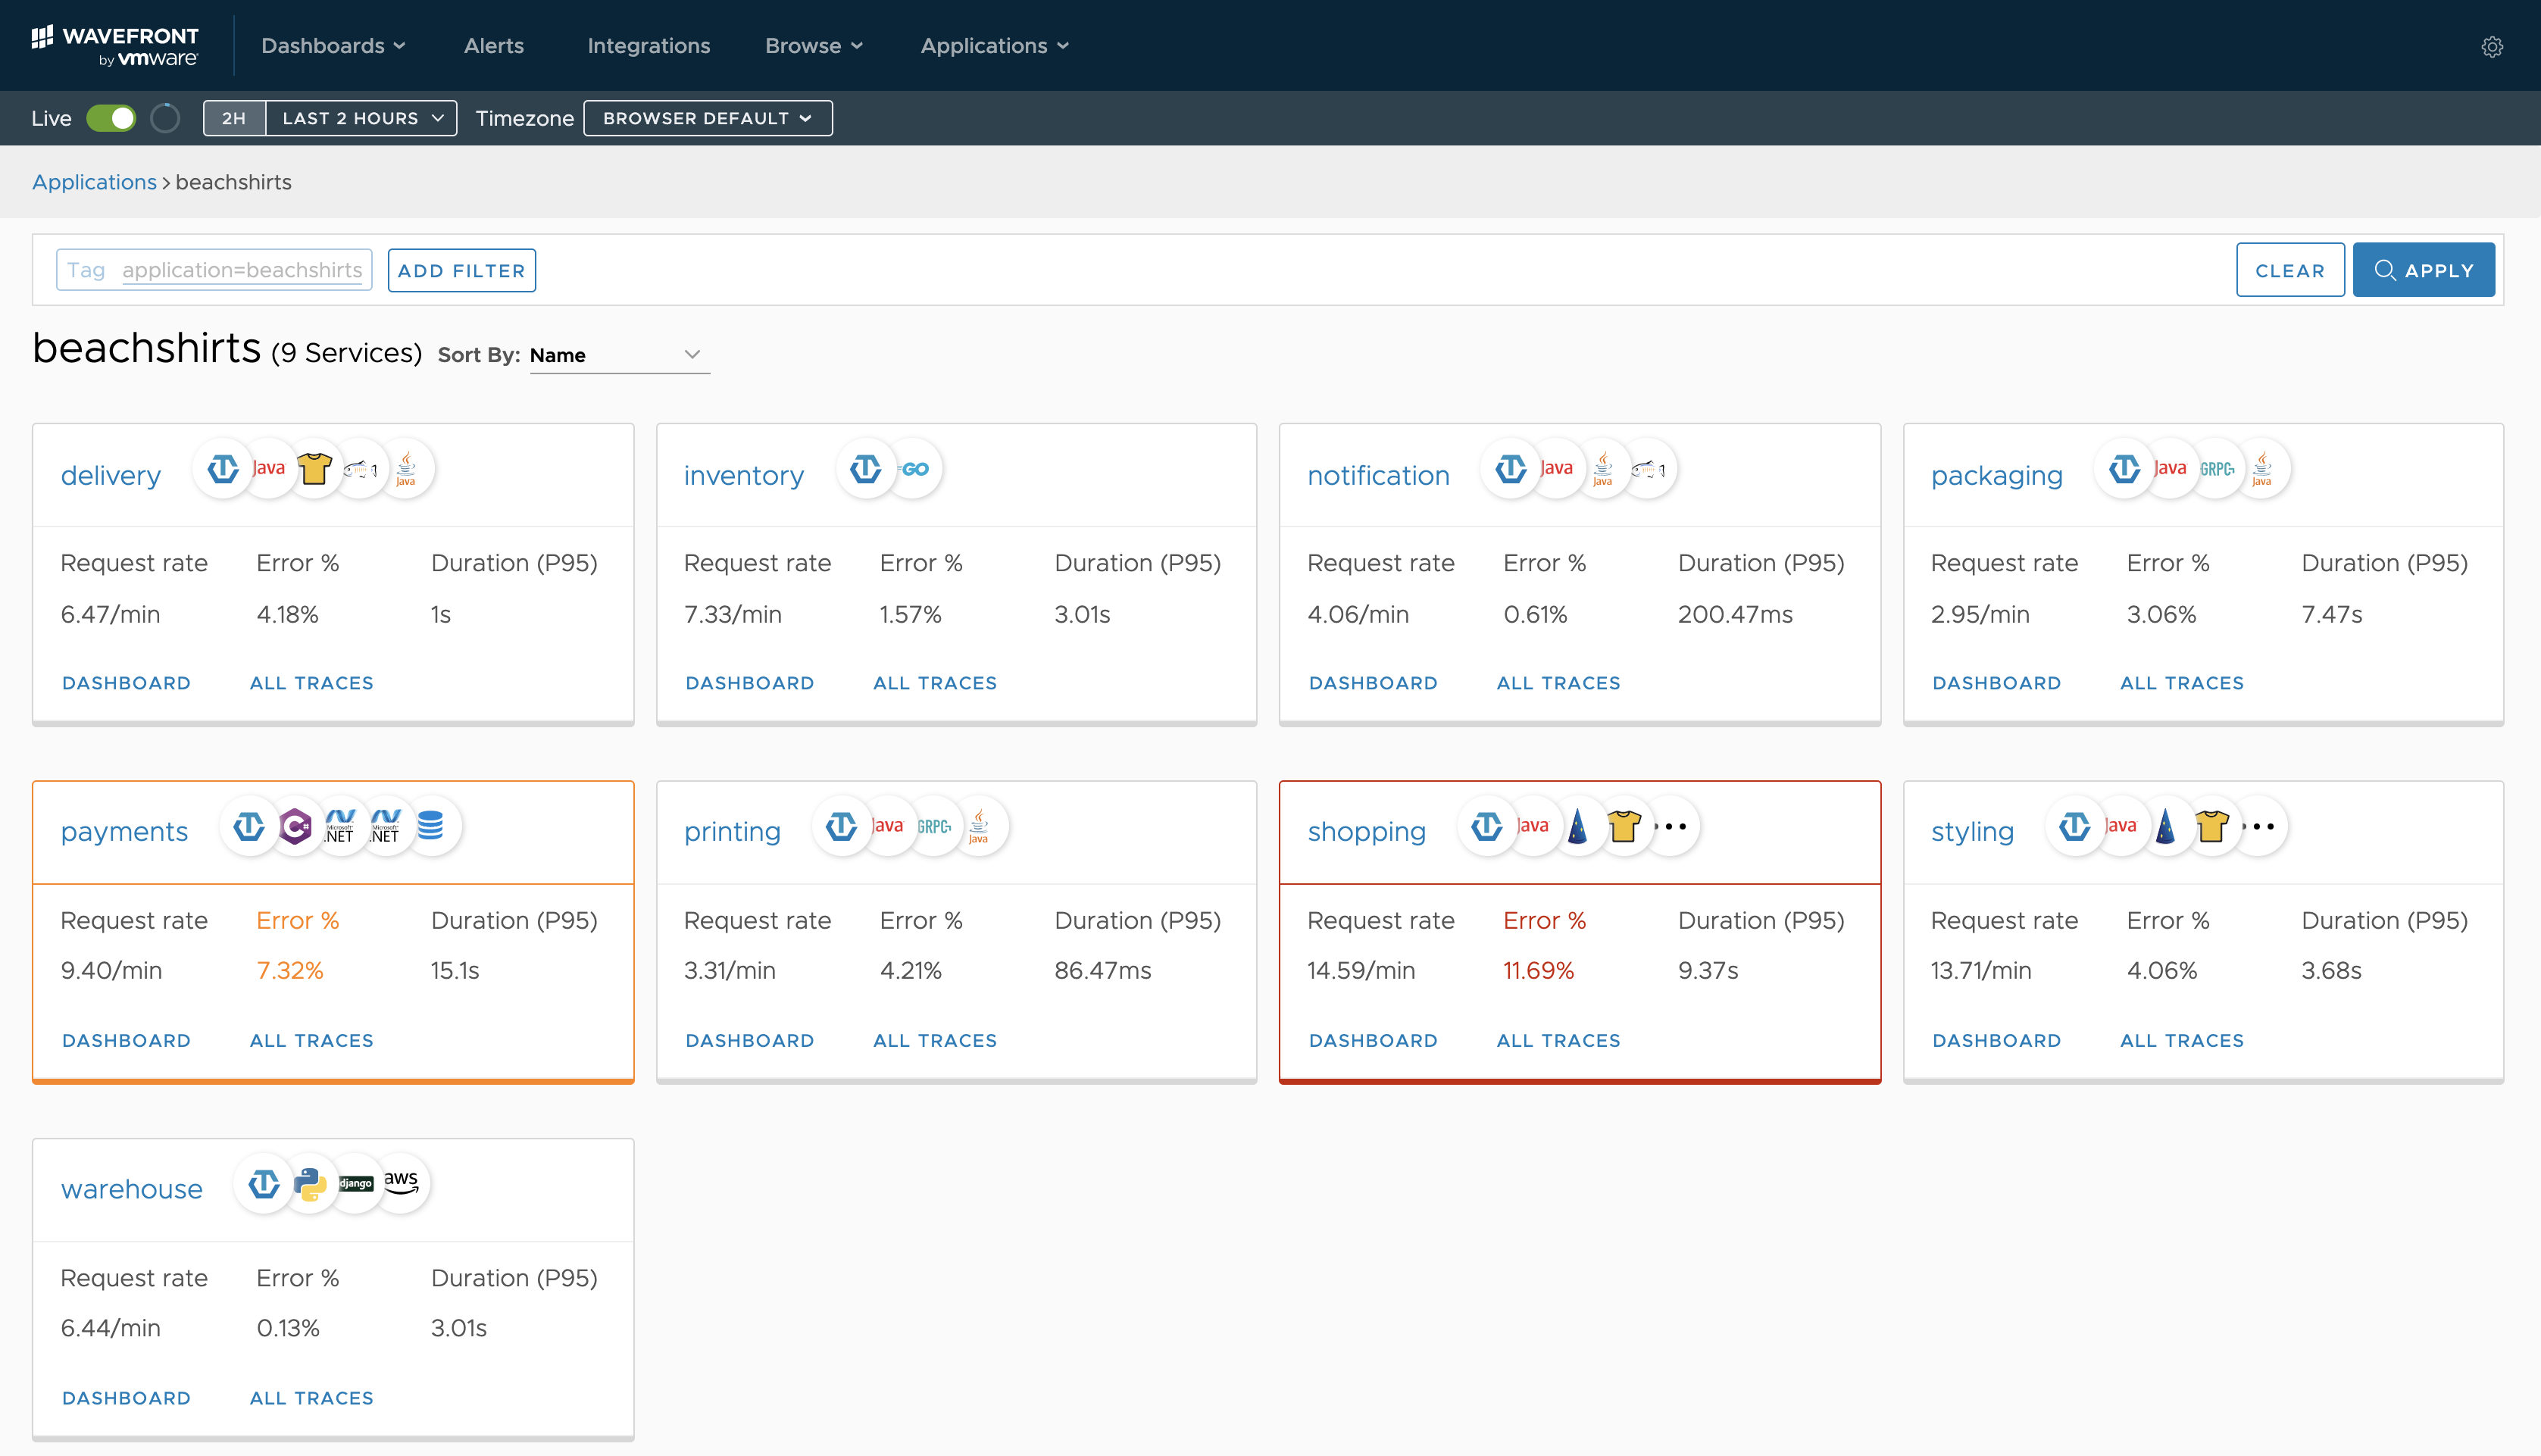 WAVEFRONT
by vmware
Dashboards
Alerts
Integrations
Browse
Applications
Live
2H
LAST 2 HOURS
Timezone
BROWSER DEFAULT
Applications > beachshirts
Tag application=beachshirts
ADD FILTER
CLEAR
APPLY
beachshirts (9 Services) Sort By: Name
delivery
Java
Java
Request rate Error % Duration (P95)
6.47/min 4.18% 1s
DASHBOARD ALL TRACES
inventory
GO
Request rate Error % Duration (P95)
7.33/min 1.57% 3.01s
DASHBOARD ALL TRACES
notification
Java
Java
Request rate Error % Duration (P95)
4.06/min 0.61% 200.47ms
DASHBOARD ALL TRACES
packaging
Java
GRPC
Java
Request rate Error % Duration (P95)
2.95/min 3.06% 7.47s
DASHBOARD ALL TRACES
payments
C#
Microsoft
.NET
Microsoft
.NET
Request rate Error % Duration (P95)
9.40/min 7.32% 15.1s
DASHBOARD ALL TRACES
printing
Java
GRPC
Java
Request rate Error % Duration (P95)
3.31/min 4.21% 86.47ms
DASHBOARD ALL TRACES
shopping
Java
Request rate Error % Duration (P95)
14.59/min 11.69% 9.37s
DASHBOARD ALL TRACES
styling
Java
Request rate Error % Duration (P95)
13.71/min 4.06% 3.68s
DASHBOARD ALL TRACES
warehouse
django
aws
Request rate Error % Duration (P95)
6.44/min 0.13% 3.01s
DASHBOARD ALL TRACES